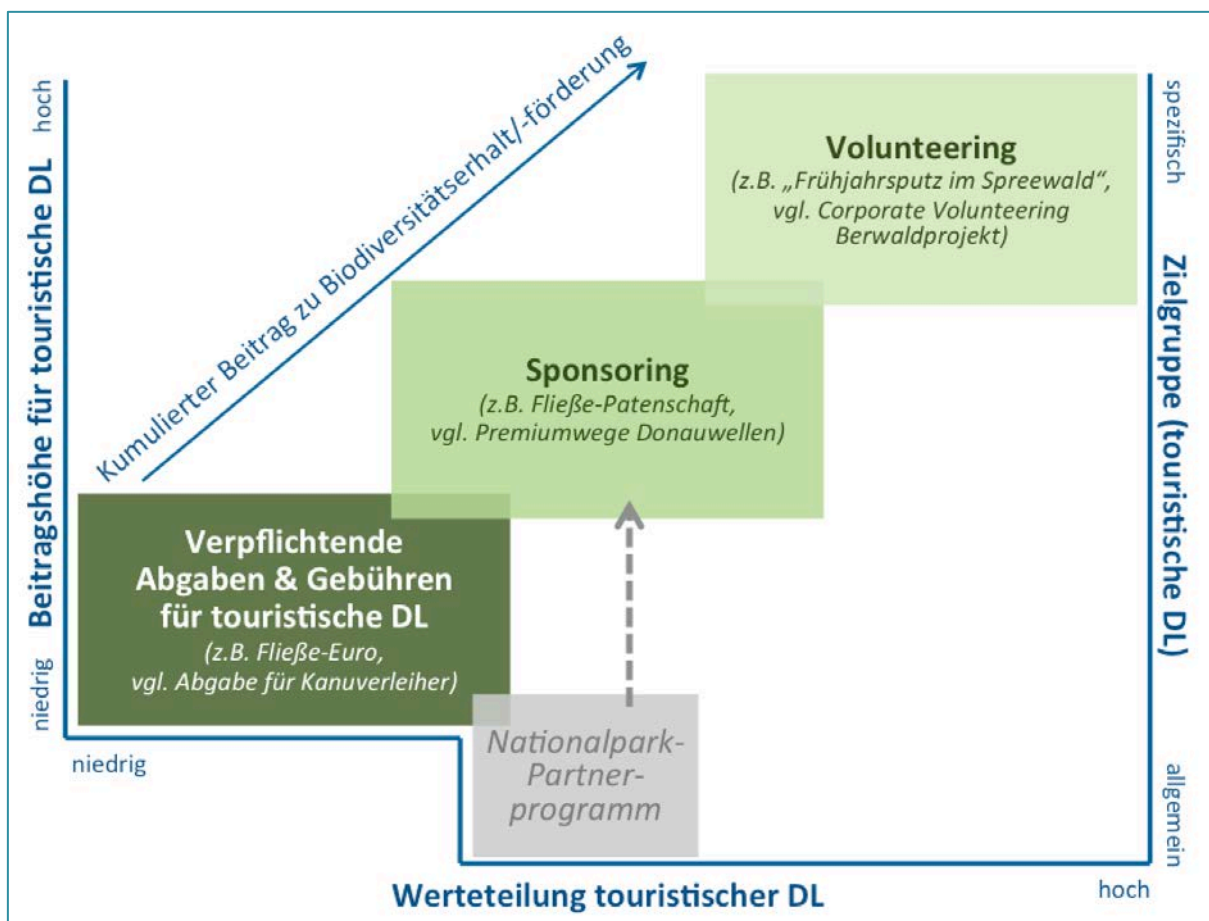 hoch
Beitragshöhe für touristische DL
niedrig
niedrig
Kumulierter Beitrag zu Biodiversitätserhalt/-förderung
Volunteering
(z.B. „Frühjahrsputz im Spreewald“,
vgl. Corporate Volunteering
Berwaldprojekt)
Sponsoring
(z.B. Fließe-Patenschaft,
vgl. Premiumwege Donauwellen)
Verpflichtende
Abgaben & Gebühren
für touristische DL
(z.B. Fließe-Euro,
vgl. Abgabe für Kanuverleiher)
Nationalpark-
Partner-
programm
spezifisch
Zielgruppe (touristische DL)
allgemein
Werteteilung touristischer DL
hoch